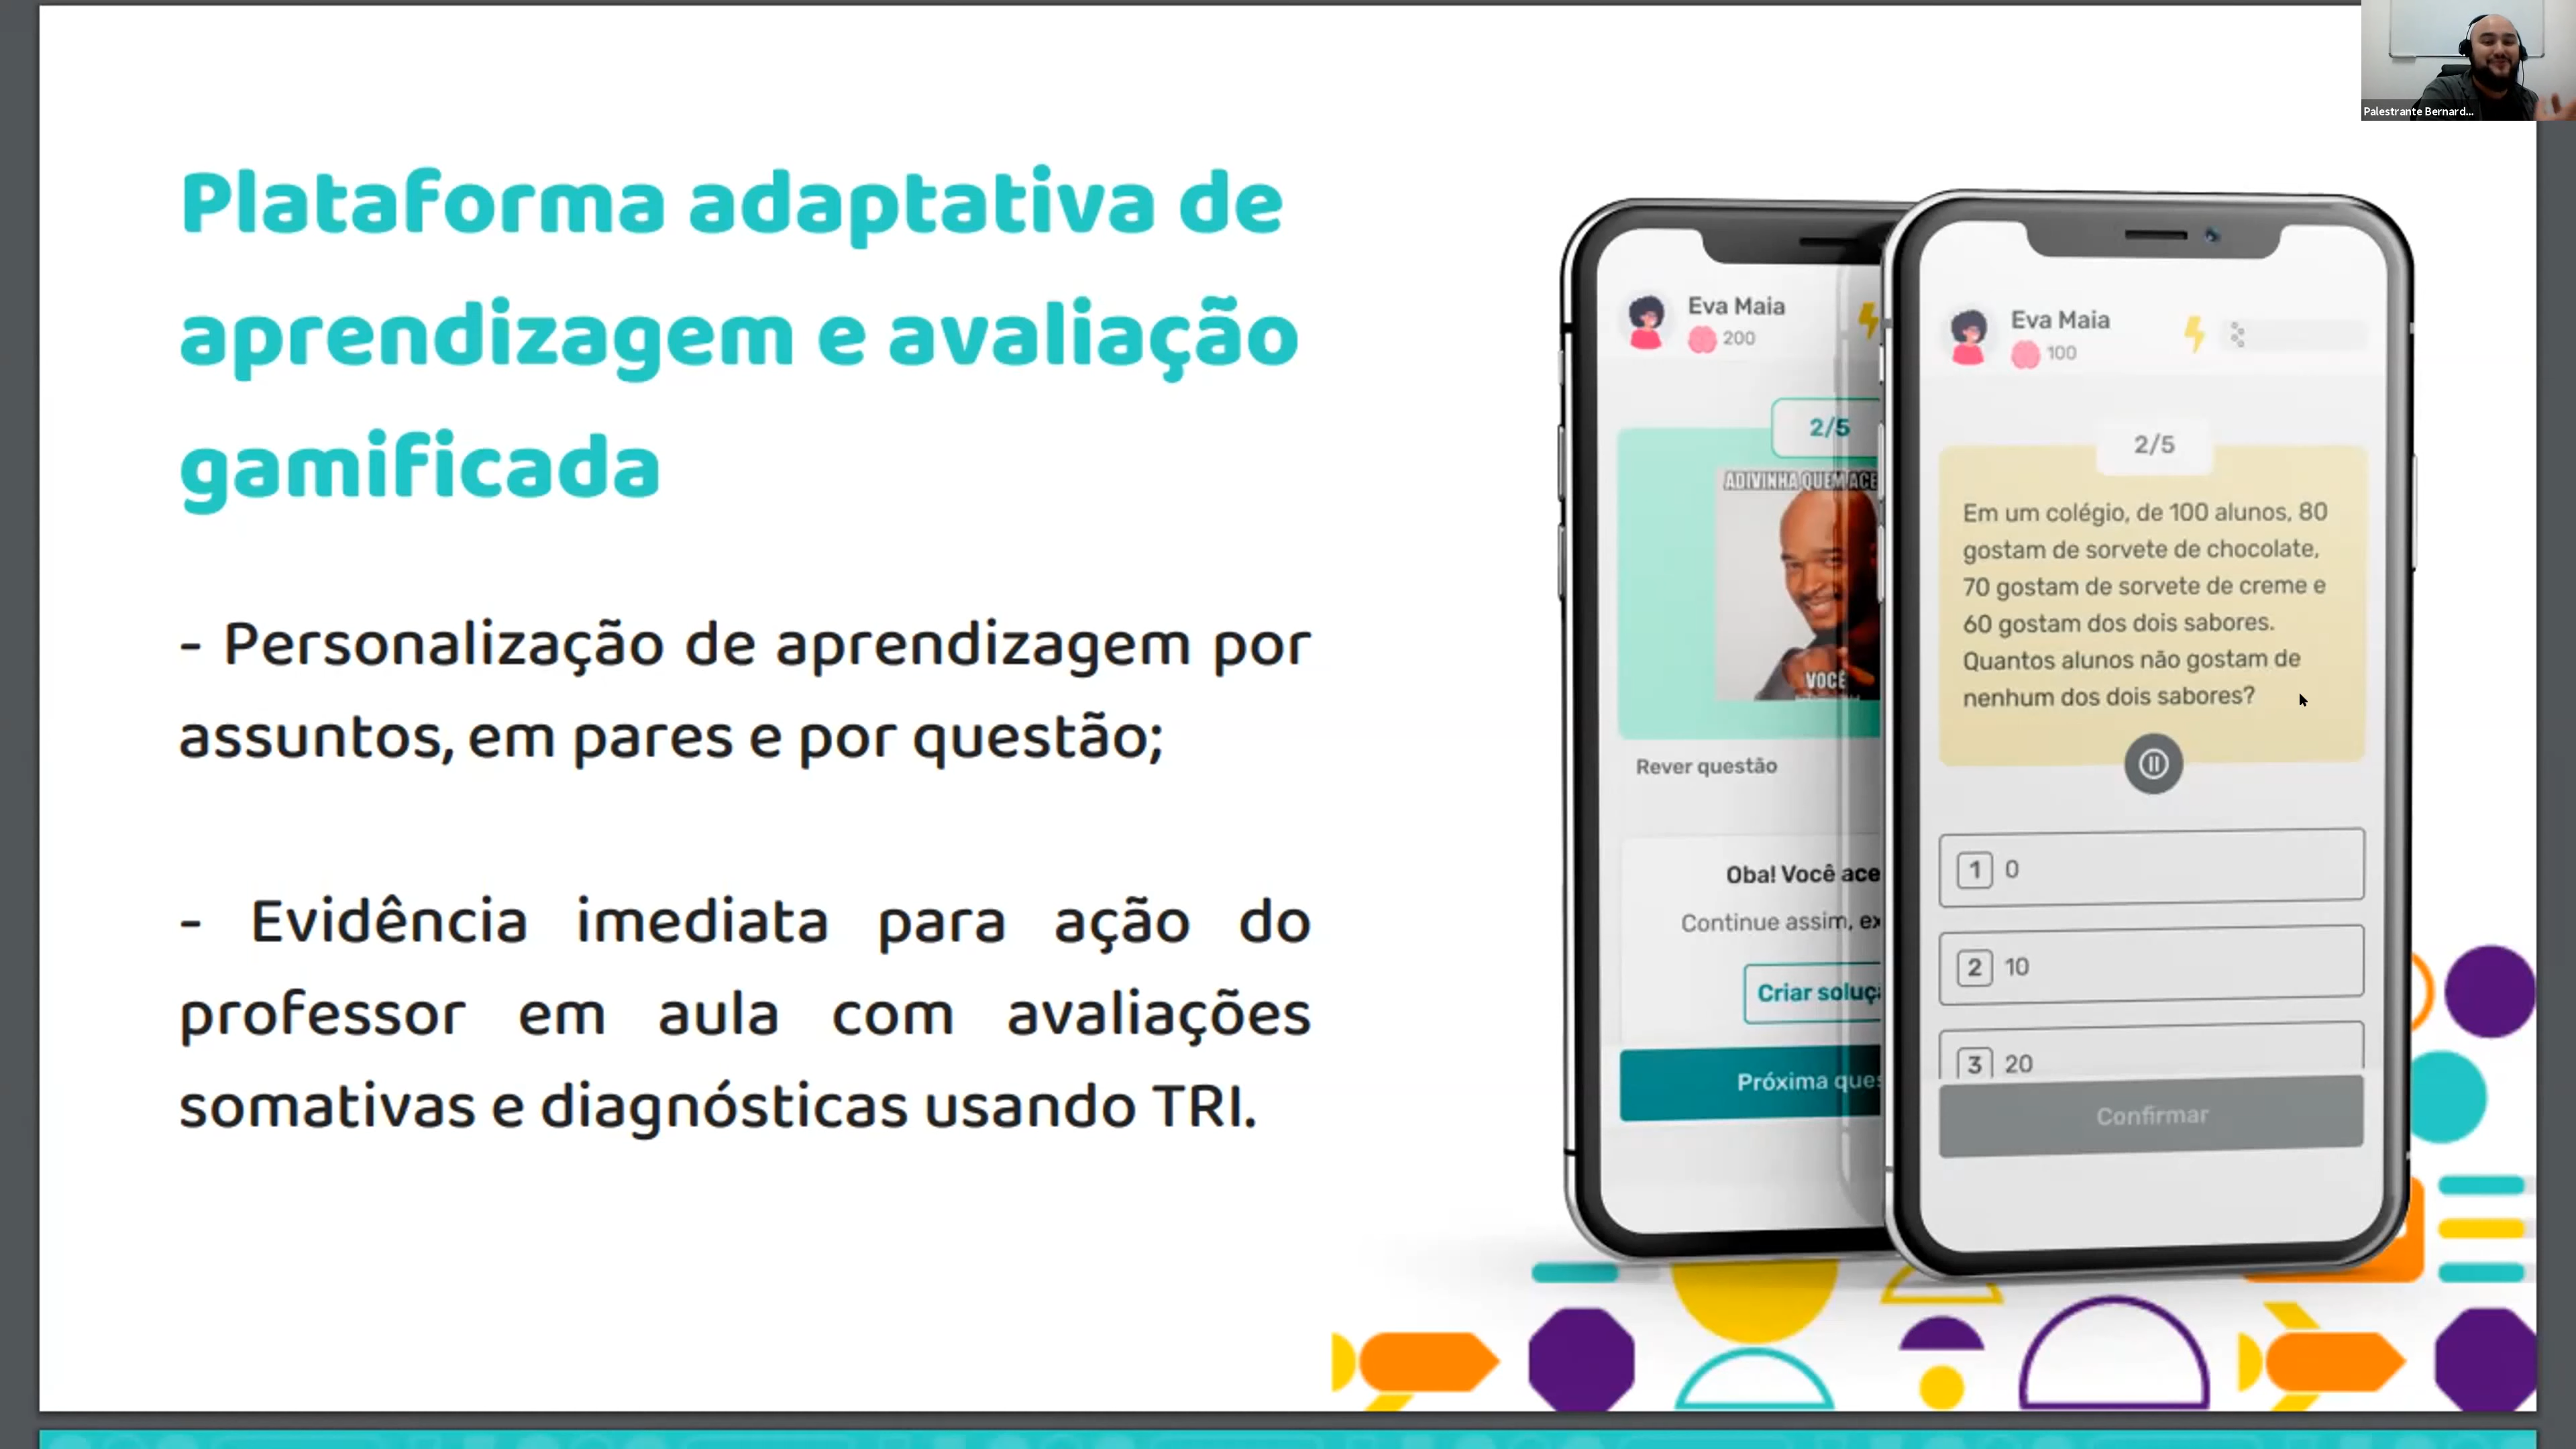 Palestrante Bernard...
Plataforma adaptativa de
aprendizagem e avaliação
gamificada
- Personalização de aprendizagem por
assuntos, em pares e por questão;
- Evidência imediata para ação do
professor em aula com avaliações
somativas e diagnósticas usando TRI.
Eva Maia
200
2/5
ADIVINHA QUEM ACE
VOCÊ
Rever questão
Oba! Você ace
Continue assim, ex
Criar soluç
Próxima ques
Eva Maia
100
2/5
Em um colégio, de 100 alunos, 80
gostam de sorvete de chocolate,
70 gostam de sorvete de creme e
60 gostam dos dois sabores.
Quantos alunos não gostam de
nenhum dos dois sabores?
1 0
2 10
3 20
Confirmar